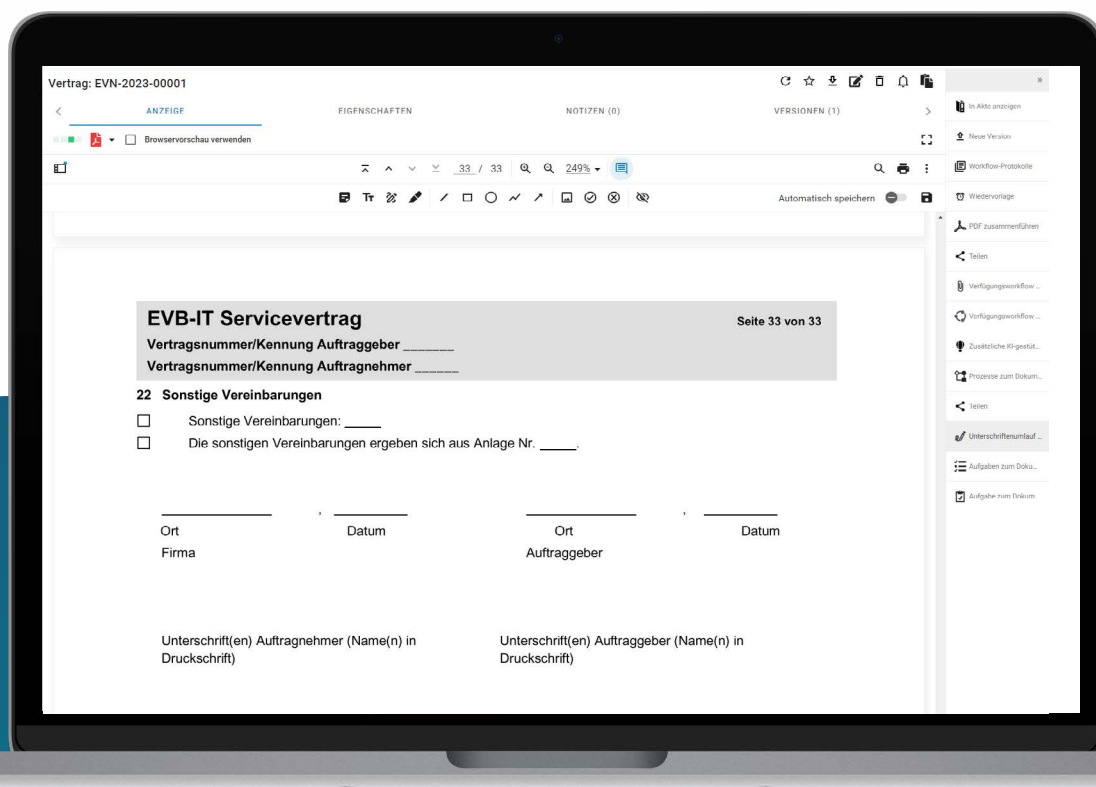 Vertrag: EVN-2023-00001
ANZEIGE EIGENSCHAFTEN NOTIZEN (0) VERSIONEN (1)
Browservorschau verwenden
33 / 33 249%
Automatisch speichern
EVB-IT Servicevertrag Seite 33 von 33
Vertragsnummer/Kennung Auftraggeber _______
Vertragsnummer/Kennung Auftragnehmer ______
22 Sonstige Vereinbarungen
Sonstige Vereinbarungen: _____
Die sonstigen Vereinbarungen ergeben sich aus Anlage Nr. _____.
, ,
Ort Datum Ort Datum
Firma Auftraggeber
Unterschrift(en) Auftragnehmer (Name(n) in Unterschrift(en) Auftraggeber (Name(n) in
Druckschrift) Druckschrift)
In Akte anzeigen
Neue Version
Workflow-Protokolle
Wiedervorlage
PDF zusammenführen
Teilen
Verfügungsworkflow ...
Verfügungsworkflow ...
Zusätzliche KI-gestüt...
Prozesse zum Dokum...
Teilen
Unterschriftenumlauf ...
Aufgaben zum Doku...
Aufgabe zum Dokum